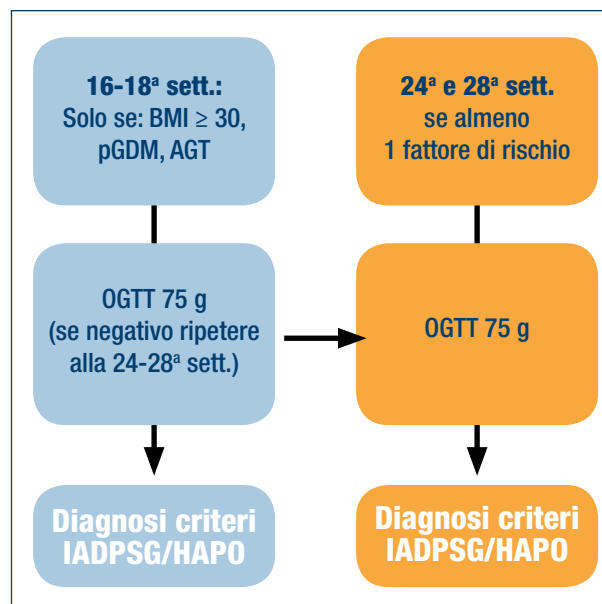 16-18ª sett.:
Solo se: BMI ≥ 30,
pGDM, AGT
OGTT 75 g
(se negativo ripetere
alla 24-28ª sett.)
Diagnosi criteri
IADPSG/HAPO
24ª e 28ª sett.
se almeno
1 fattore di rischio
OGTT 75 g
Diagnosi criteri
IADPSG/HAPO